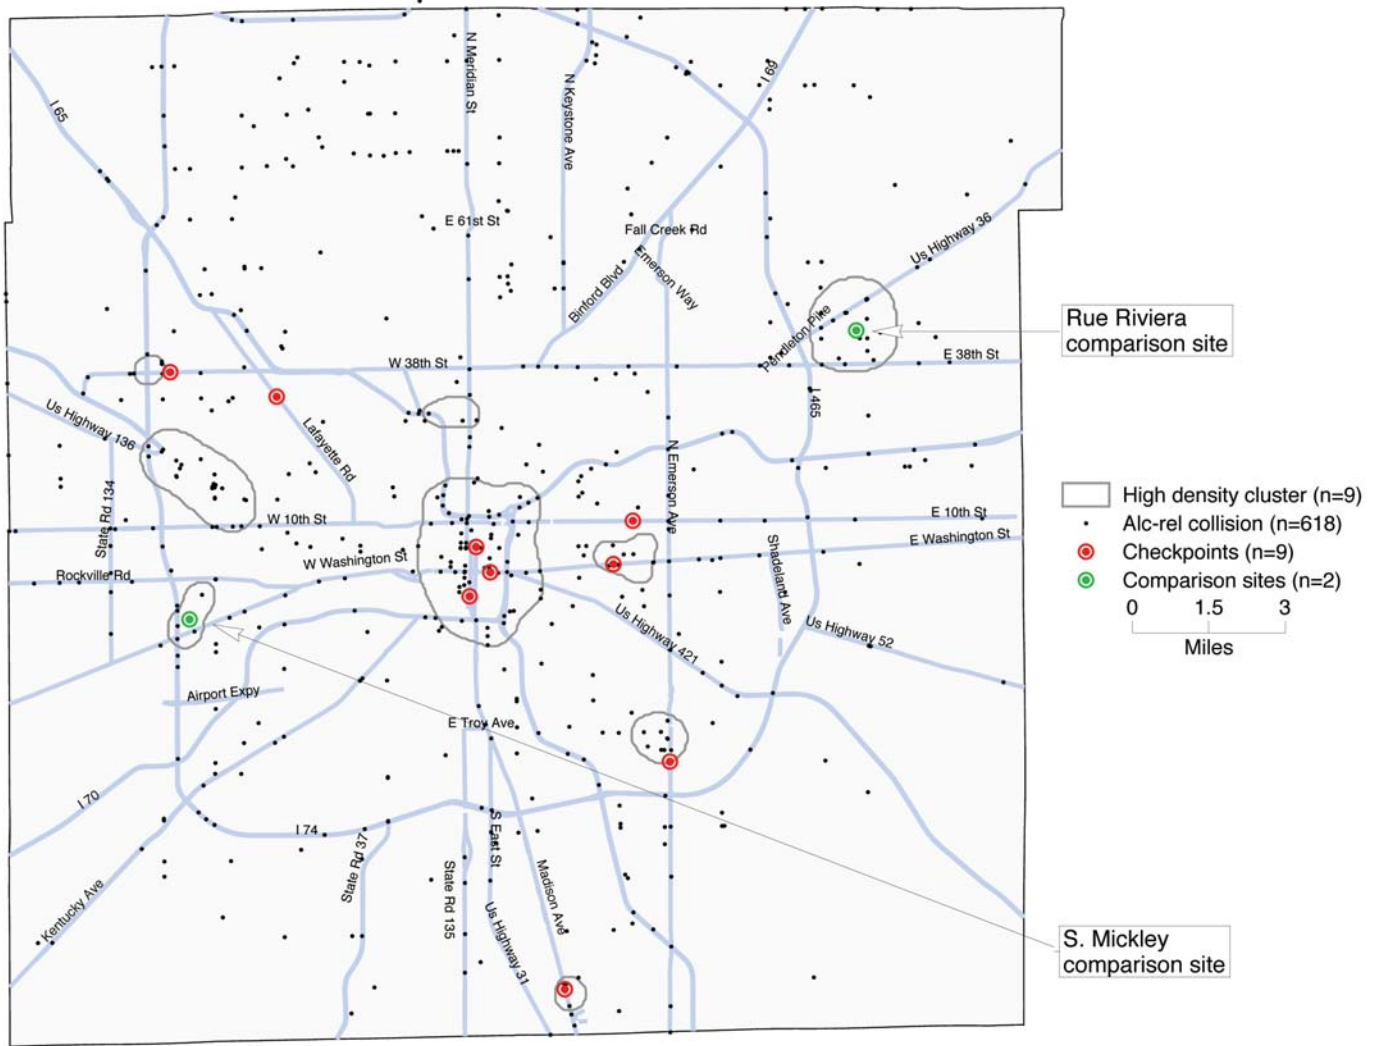 N Meridian St
I 69
I 65
N Keystone Ave
E 61st St
Fall Creek Rd
Us Highway 36
Emerson Way
Binford Blvd
Pendleton Pike
Rue Riviera
comparison site
W 38th St
E 38th St
I 465
Us Highway 136
Lafayette Rd
N Emerson Ave
State Rd 134
W 10th St
E 10th St
E Washington St
W Washington St
Rockville Rd
Shadeland Ave
High density cluster (n=9)
Alc-rel collision (n=618)
Checkpoints (n=9)
Comparison sites (n=2)
0 1.5 3
Miles
Us Highway 421
Us Highway 52
Airport Expy
E Troy Ave
I 70
I 74
State Rd 37
S East St
State Rd 135
Madison Ave
Kentucky Ave
Us Highway 31
S. Mickley
comparison site